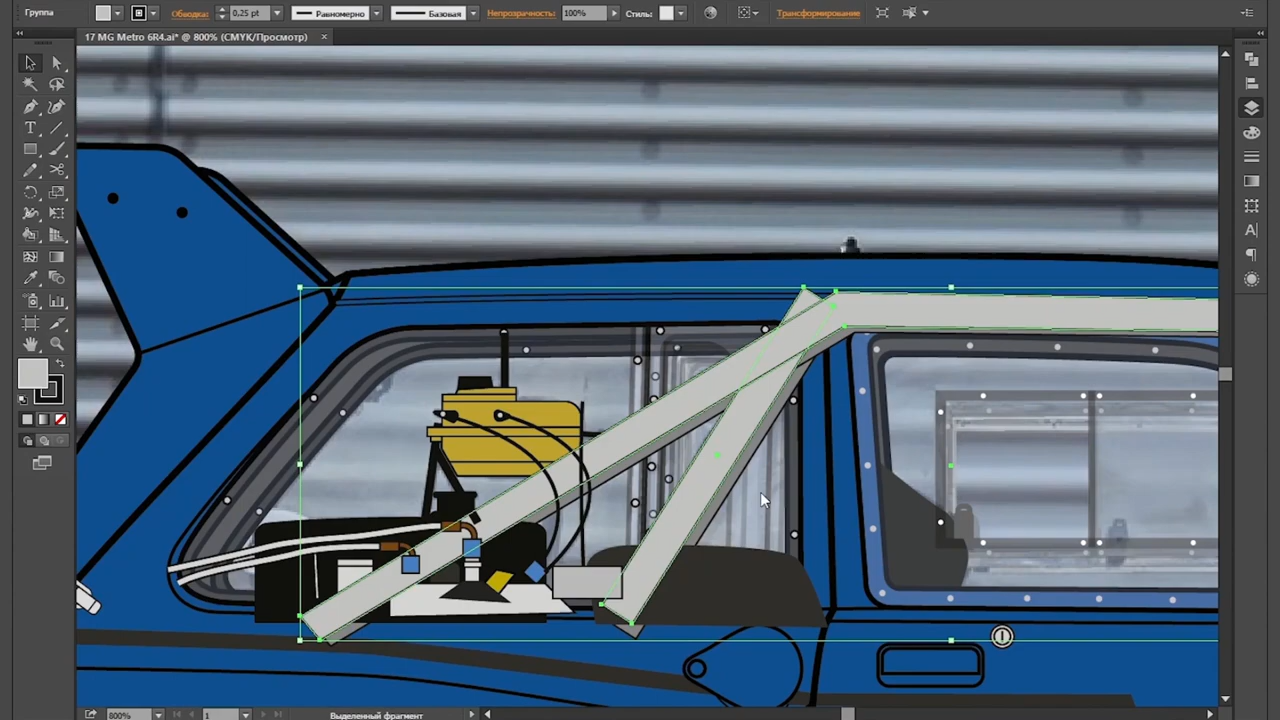 Группа
Обводка:
0,25 pt
Равномерно
Базовая
Непрозрачность:
100%
Стиль:
Трансформирование
17 MG Metro 6R4.ai* @ 800% (CMYK/Просмотр)
800%
1
Выделенный фрагмент